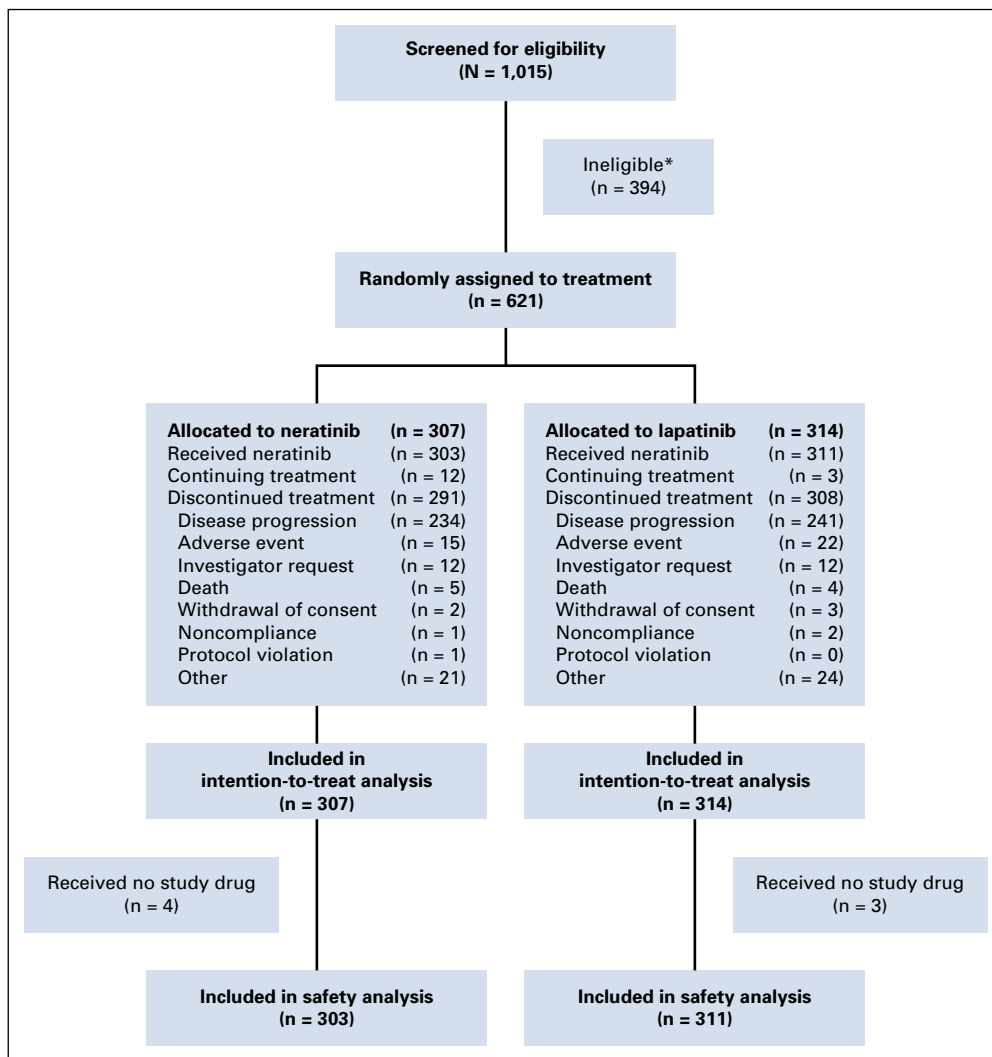 Screened for eligibility
(N = 1,015)
Ineligible*
(n = 394)
Randomly assigned to treatment
(n = 621)
Allocated to neratinib (n = 307)
Received neratinib (n = 303)
Continuing treatment (n = 12)
Discontinued treatment (n = 291)
Disease progression (n = 234)
Adverse event (n = 15)
Investigator request (n = 12)
Death (n = 5)
Withdrawal of consent (n = 2)
Noncompliance (n = 1)
Protocol violation (n = 1)
Other (n = 21)
Allocated to lapatinib (n = 314)
Received neratinib (n = 311)
Continuing treatment (n = 3)
Discontinued treatment (n = 308)
Disease progression (n = 241)
Adverse event (n = 22)
Investigator request (n = 12)
Death (n = 4)
Withdrawal of consent (n = 3)
Noncompliance (n = 2)
Protocol violation (n = 0)
Other (n = 24)
Included in
intention-to-treat analysis
(n = 307)
Included in
intention-to-treat analysis
(n = 314)
Received no study drug
(n = 4)
Received no study drug
(n = 3)
Included in safety analysis
(n = 303)
Included in safety analysis
(n = 311)